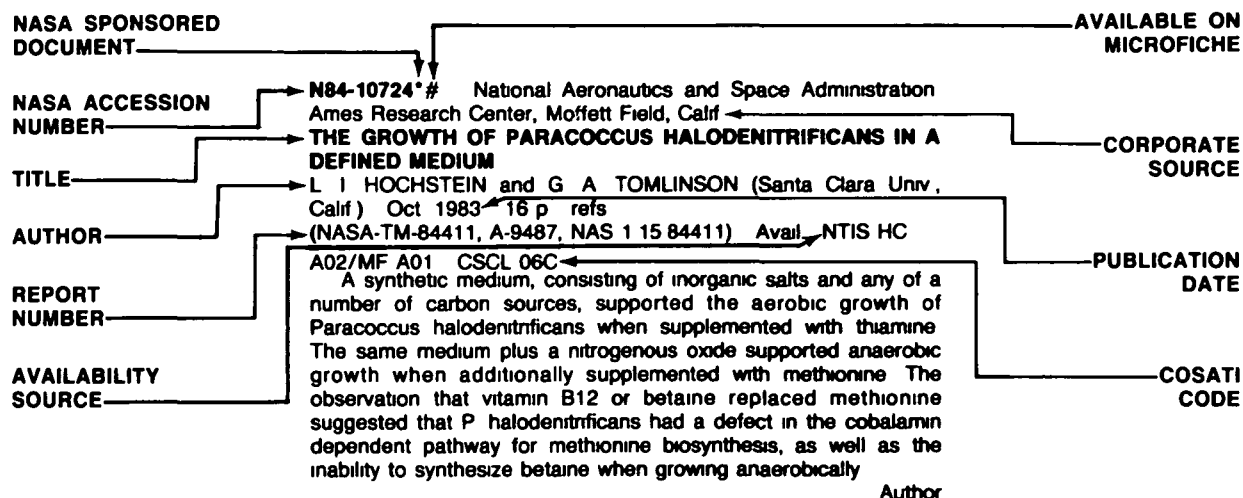 NASA SPONSORED
DOCUMENT
NASA ACCESSION
NUMBER
TITLE
AUTHOR
REPORT
NUMBER
AVAILABILITY
SOURCE
N84-10724*# National Aeronautics and Space Administration
Ames Research Center, Moffett Field, Calif
THE GROWTH OF PARACOCCUS HALODENITRIFICANS IN A
DEFINED MEDIUM
L I HOCHSTEIN and G A TOMLINSON (Santa Clara Univ,
Calif) Oct 1983 16 p refs
(NASA-TM-84411, A-9487, NAS 1 15 84411) Avail NTIS HC
A02/MF A01 CSCL 06C
A synthetic medium, consisting of inorganic salts and any of a
number of carbon sources, supported the aerobic growth of
Paracoccus halodenitrificans when supplemented with thiamine
The same medium plus a nitrogenous oxide supported anaerobic
growth when additionally supplemented with methionine The
observation that vitamin B12 or betaine replaced methionine
suggested that P halodenitrificans had a defect in the cobalamin
dependent pathway for methionine biosynthesis, as well as the
inability to synthesize betaine when growing anaerobically
Author
AVAILABLE ON
MICROFICHE
CORPORATE
SOURCE
PUBLICATION
DATE
COSATI
CODE